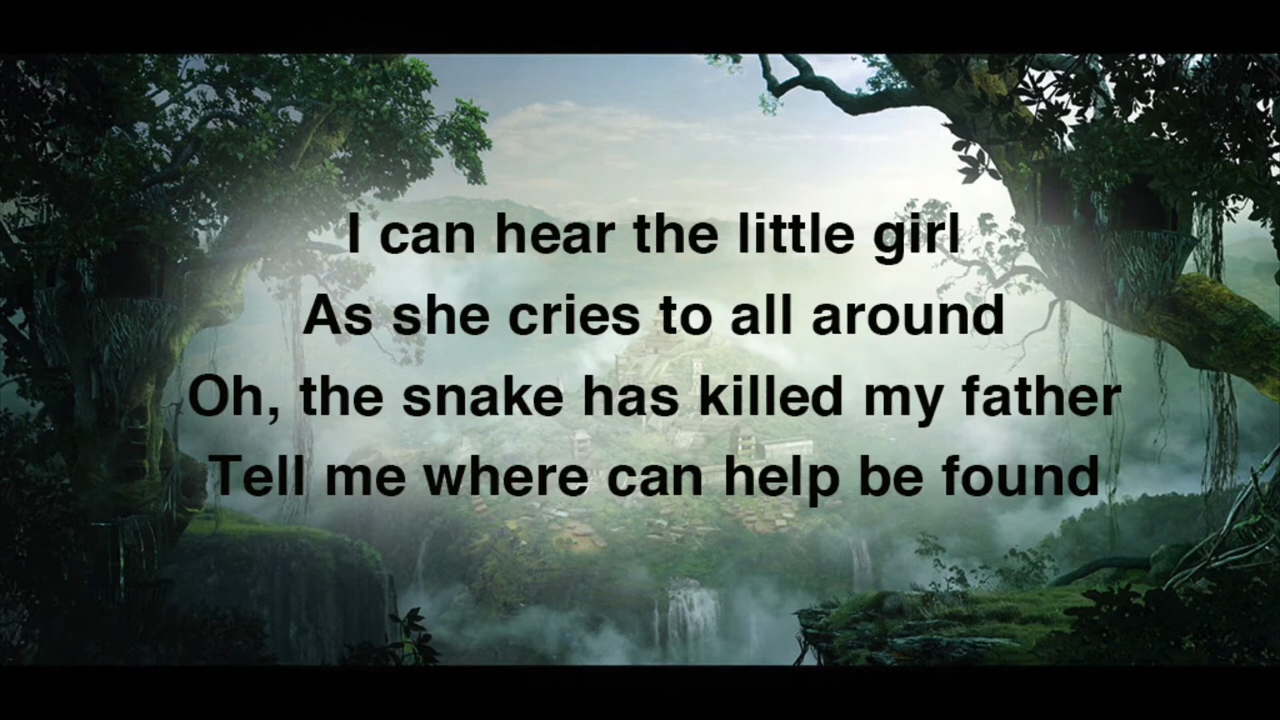 I can hear the little girl
As she cries to all around
Oh, the snake has killed my father
Tell me where can help be found